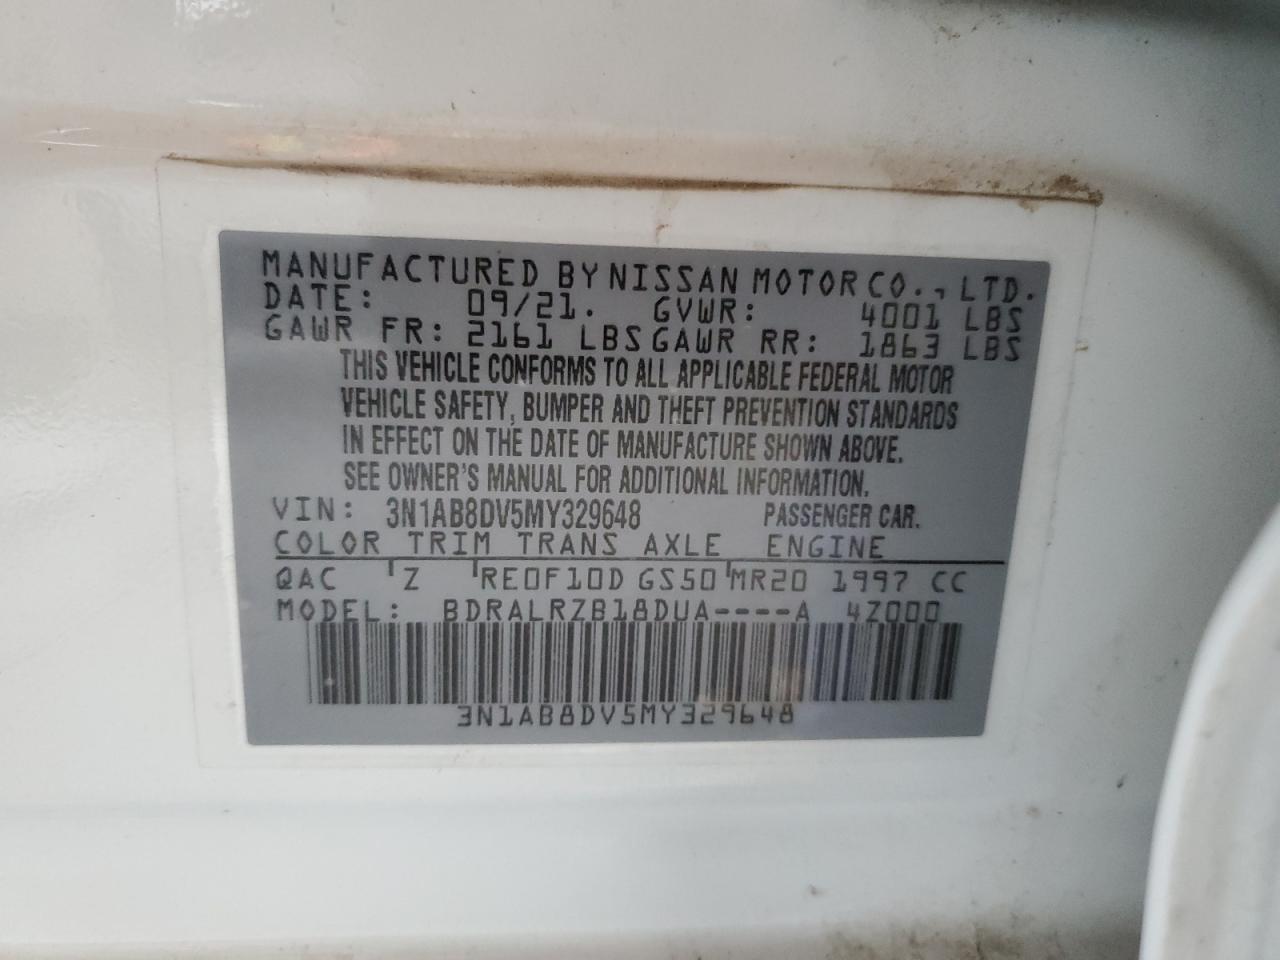 MANUFACTURED BY NISSAN MOTOR CO., LTD.
DATE: 09/21. GVWR: 4001 LBS
GAWR FR: 2161 LBS GAWR RR: 1863 LBS
THIS VEHICLE CONFORMS TO ALL APPLICABLE FEDERAL MOTOR
VEHICLE SAFETY, BUMPER AND THEFT PREVENTION STANDARDS
IN EFFECT ON THE DATE OF MANUFACTURE SHOWN ABOVE.
SEE OWNER'S MANUAL FOR ADDITIONAL INFORMATION.
VIN: 3N1AB8DV5MY329648 PASSENGER CAR.
COLOR TRIM TRANS AXLE ENGINE
QAC Z RE0F10D GS50 MR20 1997 CC
MODEL: BDRALRZB18DUA----A 4Z000
3N1AB8DV5MY329648